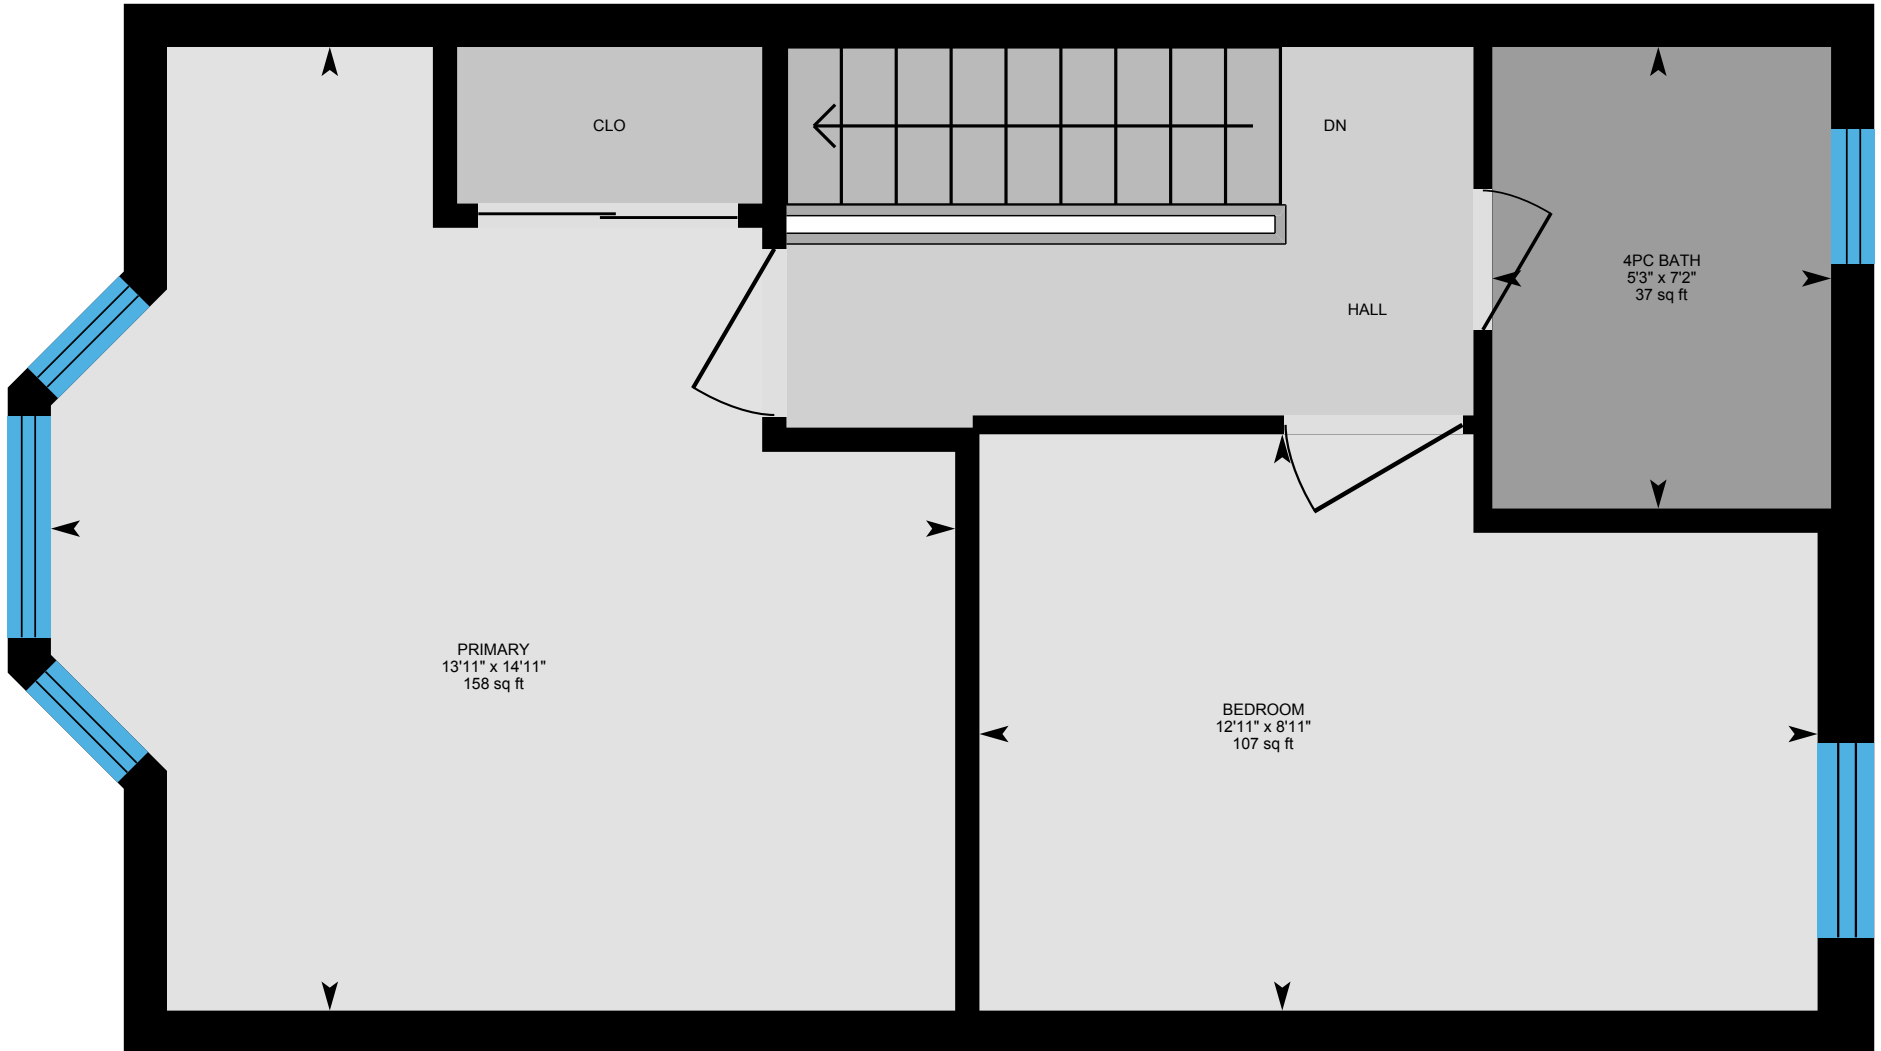 CLO
DN
4PC BATH
5'3" x 7'2"
37 sq ft
HALL
PRIMARY
13'11" x 14'11"
158 sq ft
BEDROOM
12'11" x 8'11"
107 sq ft